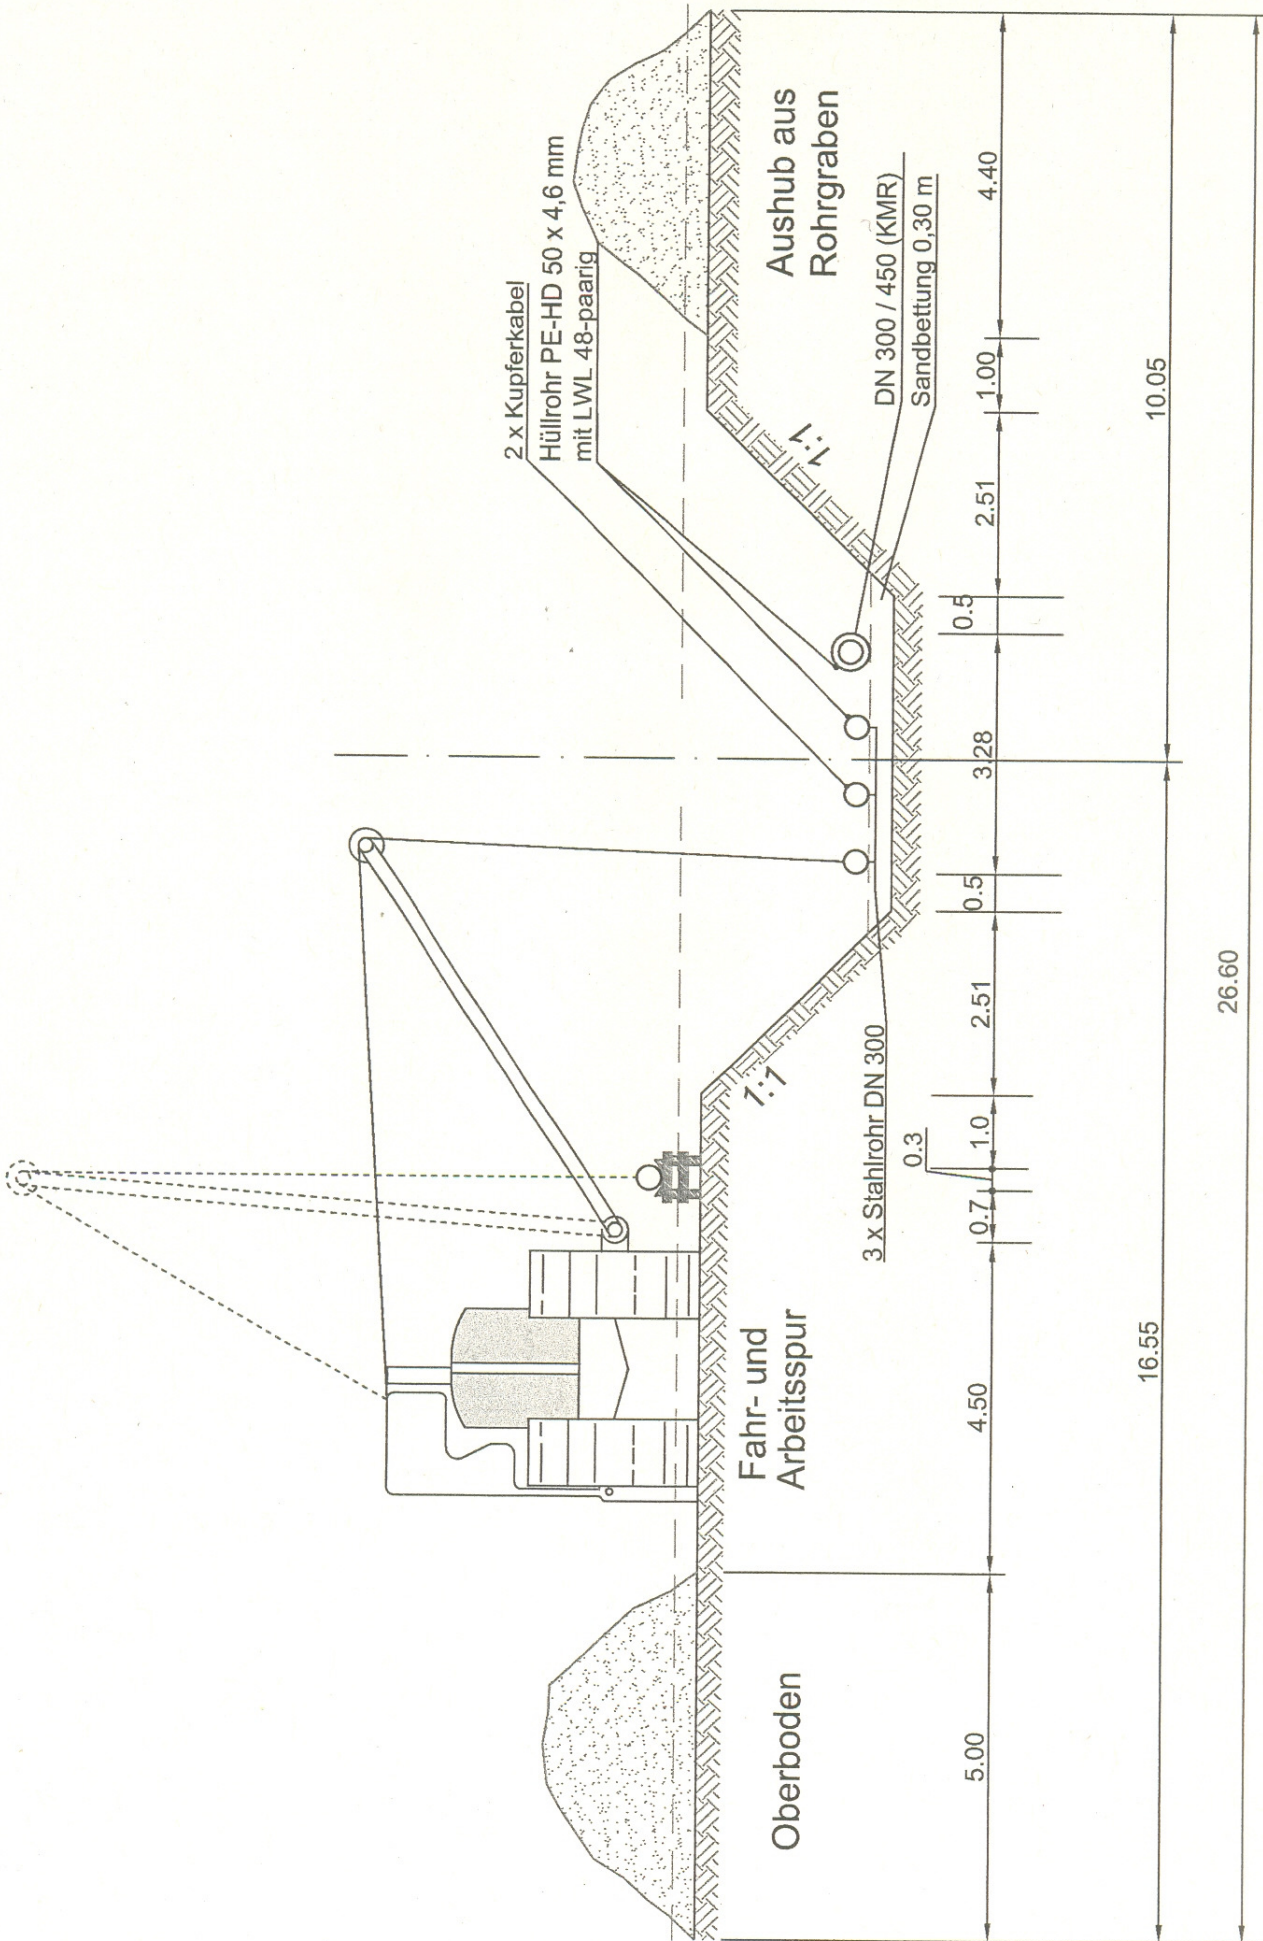 2 x Kupferkabel
Hüllrohr PE-HD 50 x 4,6 mm
mit LWL 48-paarig
Oberboden
Fahr- und
Arbeitsspur
1:1
1:1
Aushub aus
Rohrgraben
3 x Stahlrohr DN 300
DN 300 / 450 (KMR)
Sandbettung 0,30 m
0.3
5.00
4.50
0.7
1.0
2.51
0.5
3.28
0.5
2.51
1.00
4.40
16.55
10.05
26.60